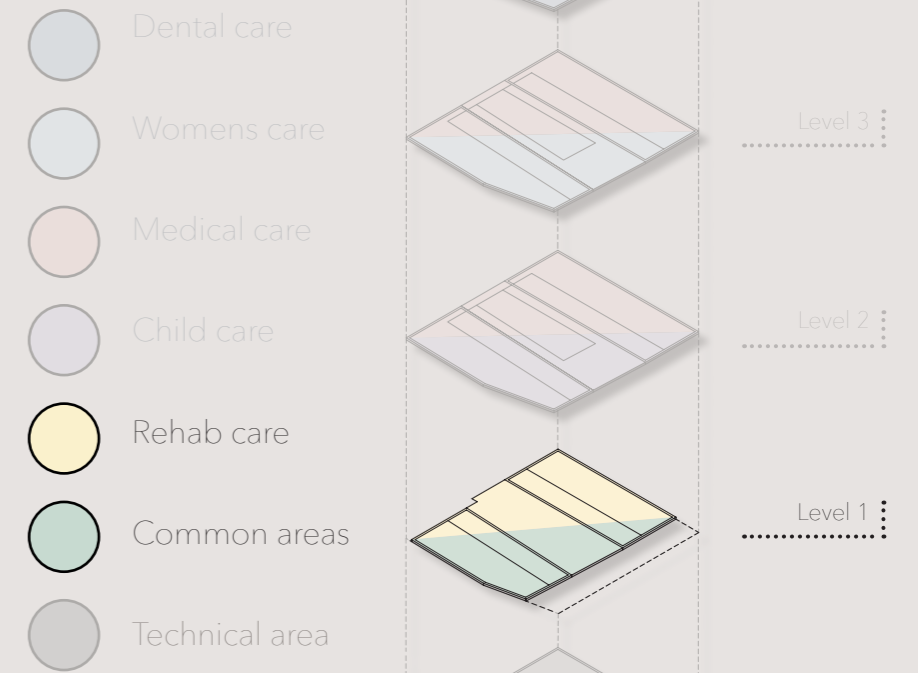 Dental care
Womens care
Level 3
Medical care
Child care
Level 2
Rehab care
Level 1
Common areas
Technical area